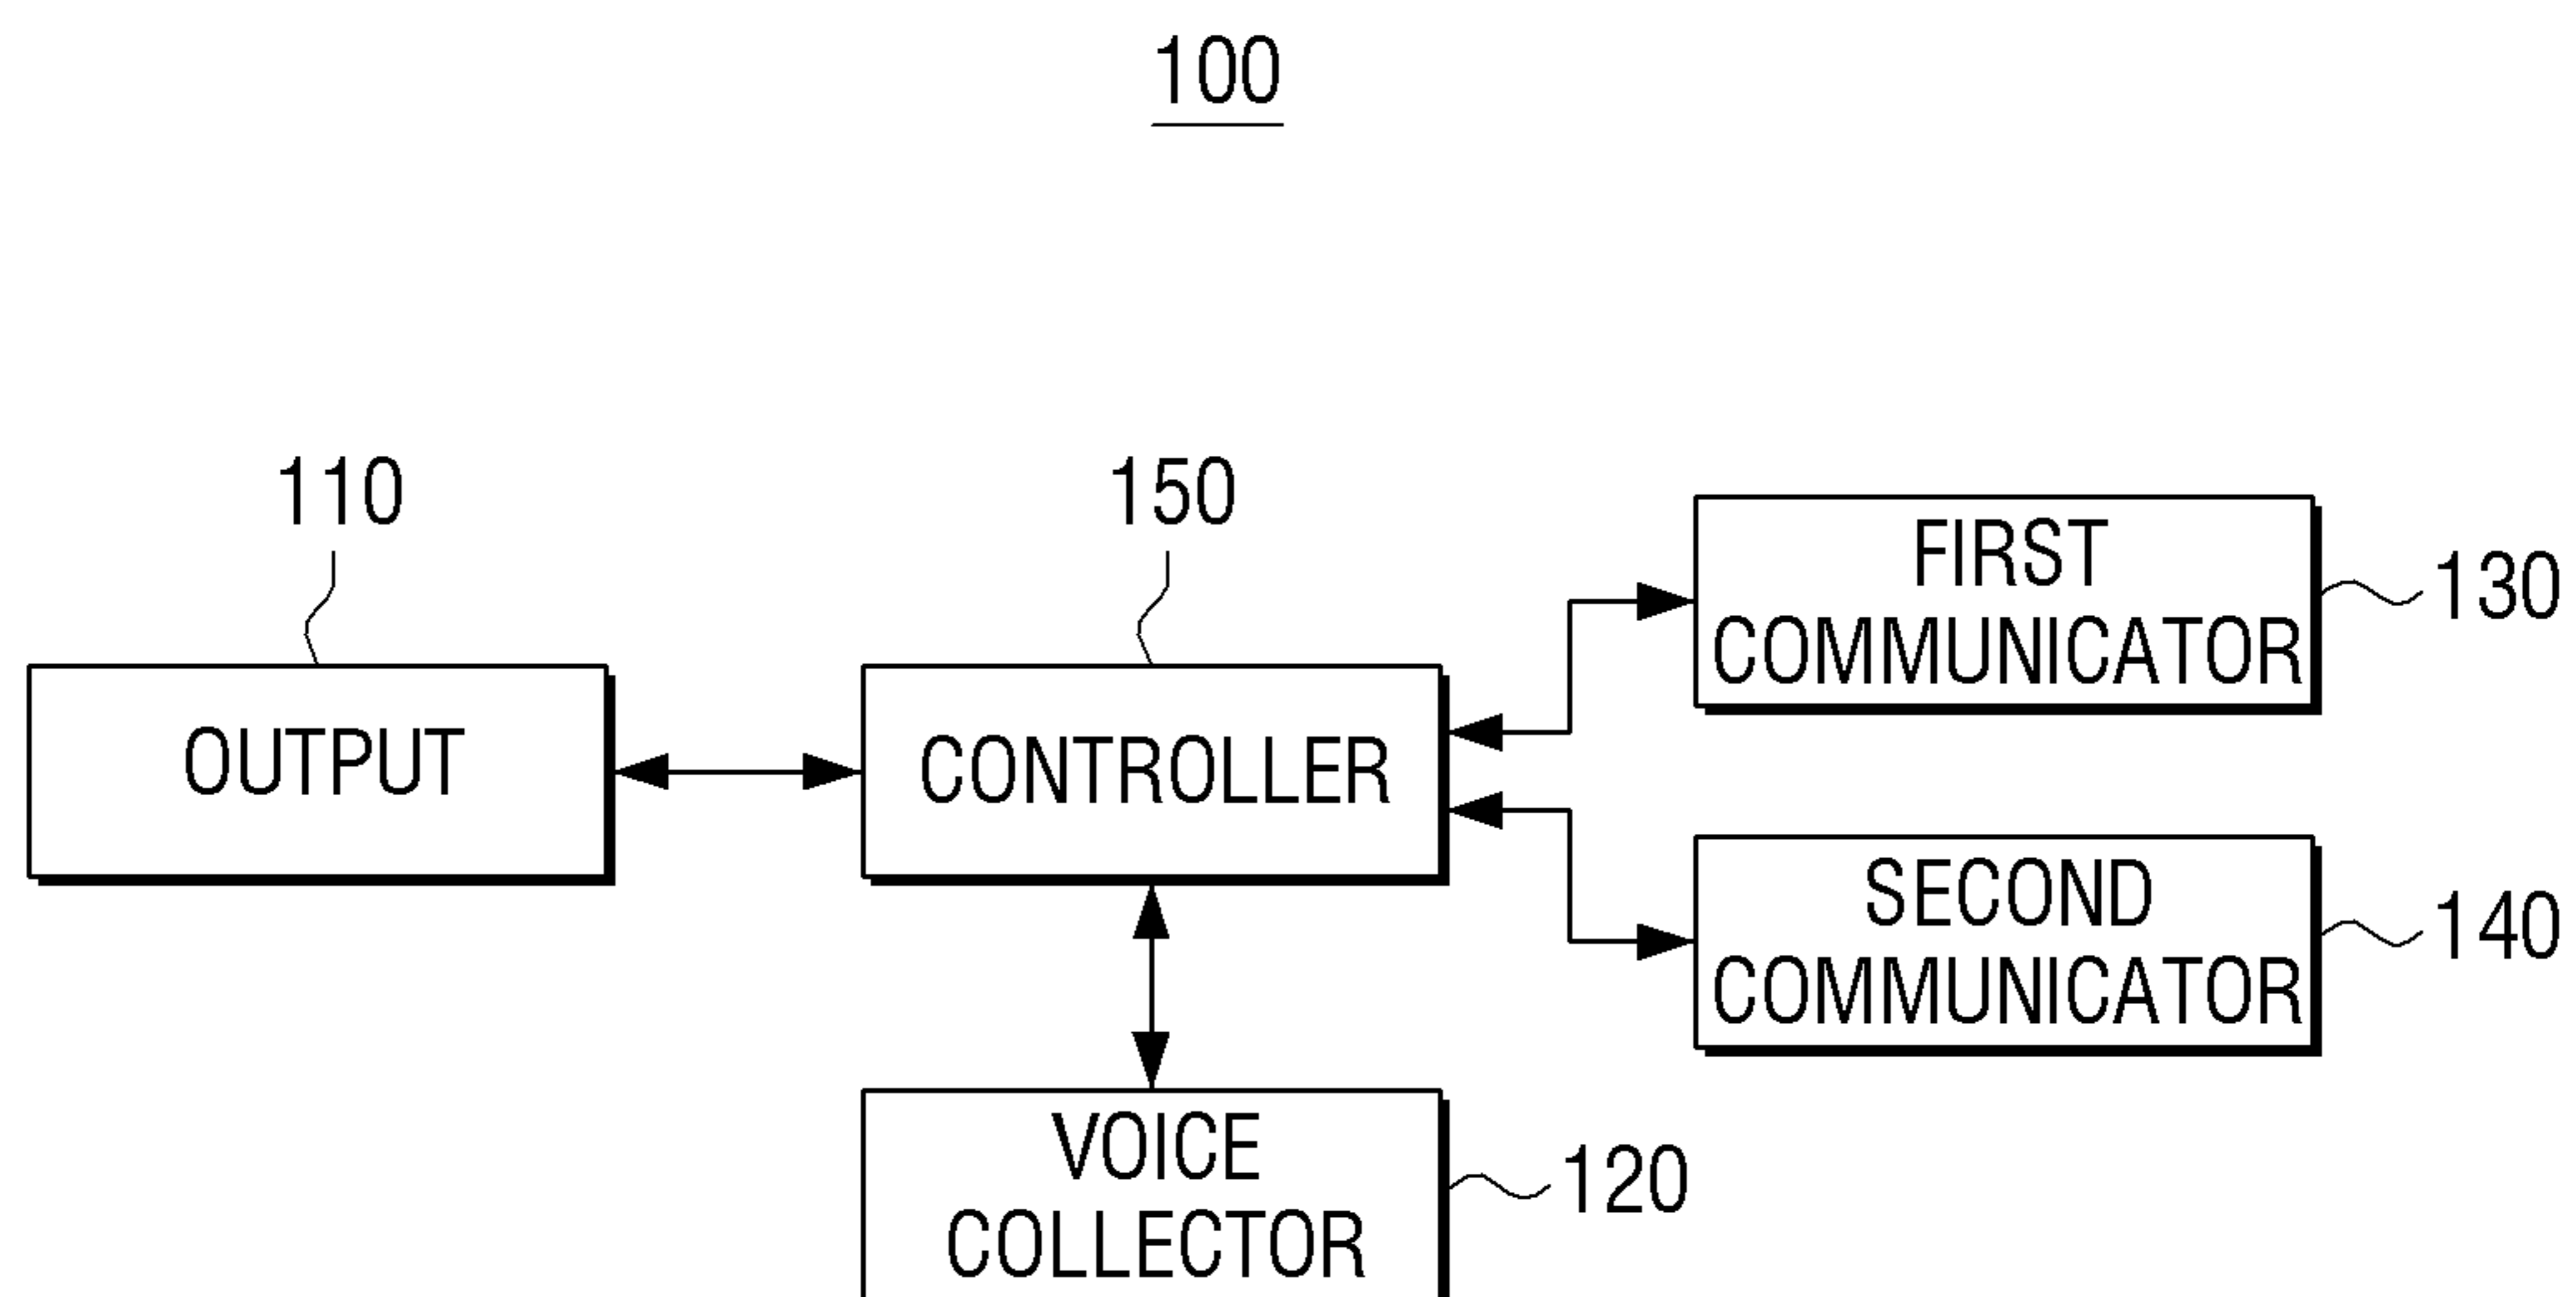 100
110
150
FIRST
COMMUNICATOR
130
OUTPUT
CONTROLLER
SECOND
COMMUNICATOR
140
VOICE
COLLECTOR
120